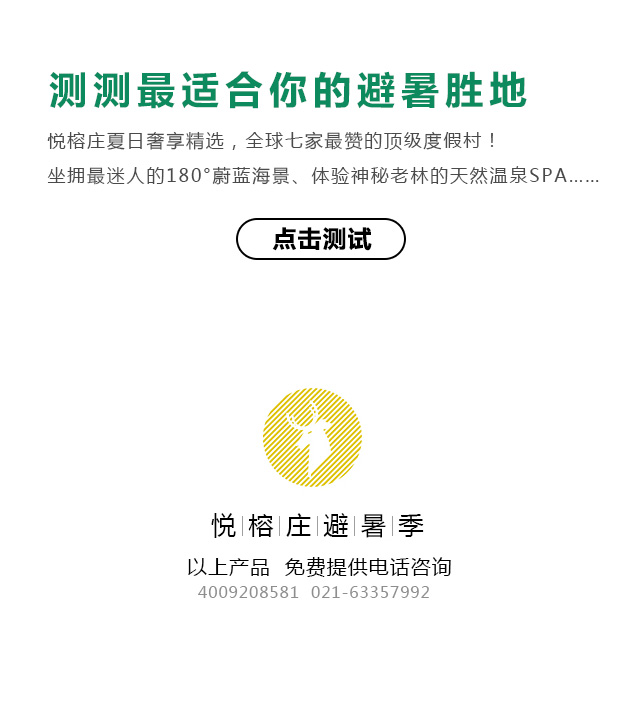 测测最适合你的避暑胜地
悦榕庄夏日奢享精选，全球七家最赞的顶级度假村！
坐拥最迷人的180°蔚蓝海景、体验神秘老林的天然温泉SPA……
点击测试
悦|榕|庄|避|暑|季
以上产品 免费提供电话咨询
4009208581 021-63357992